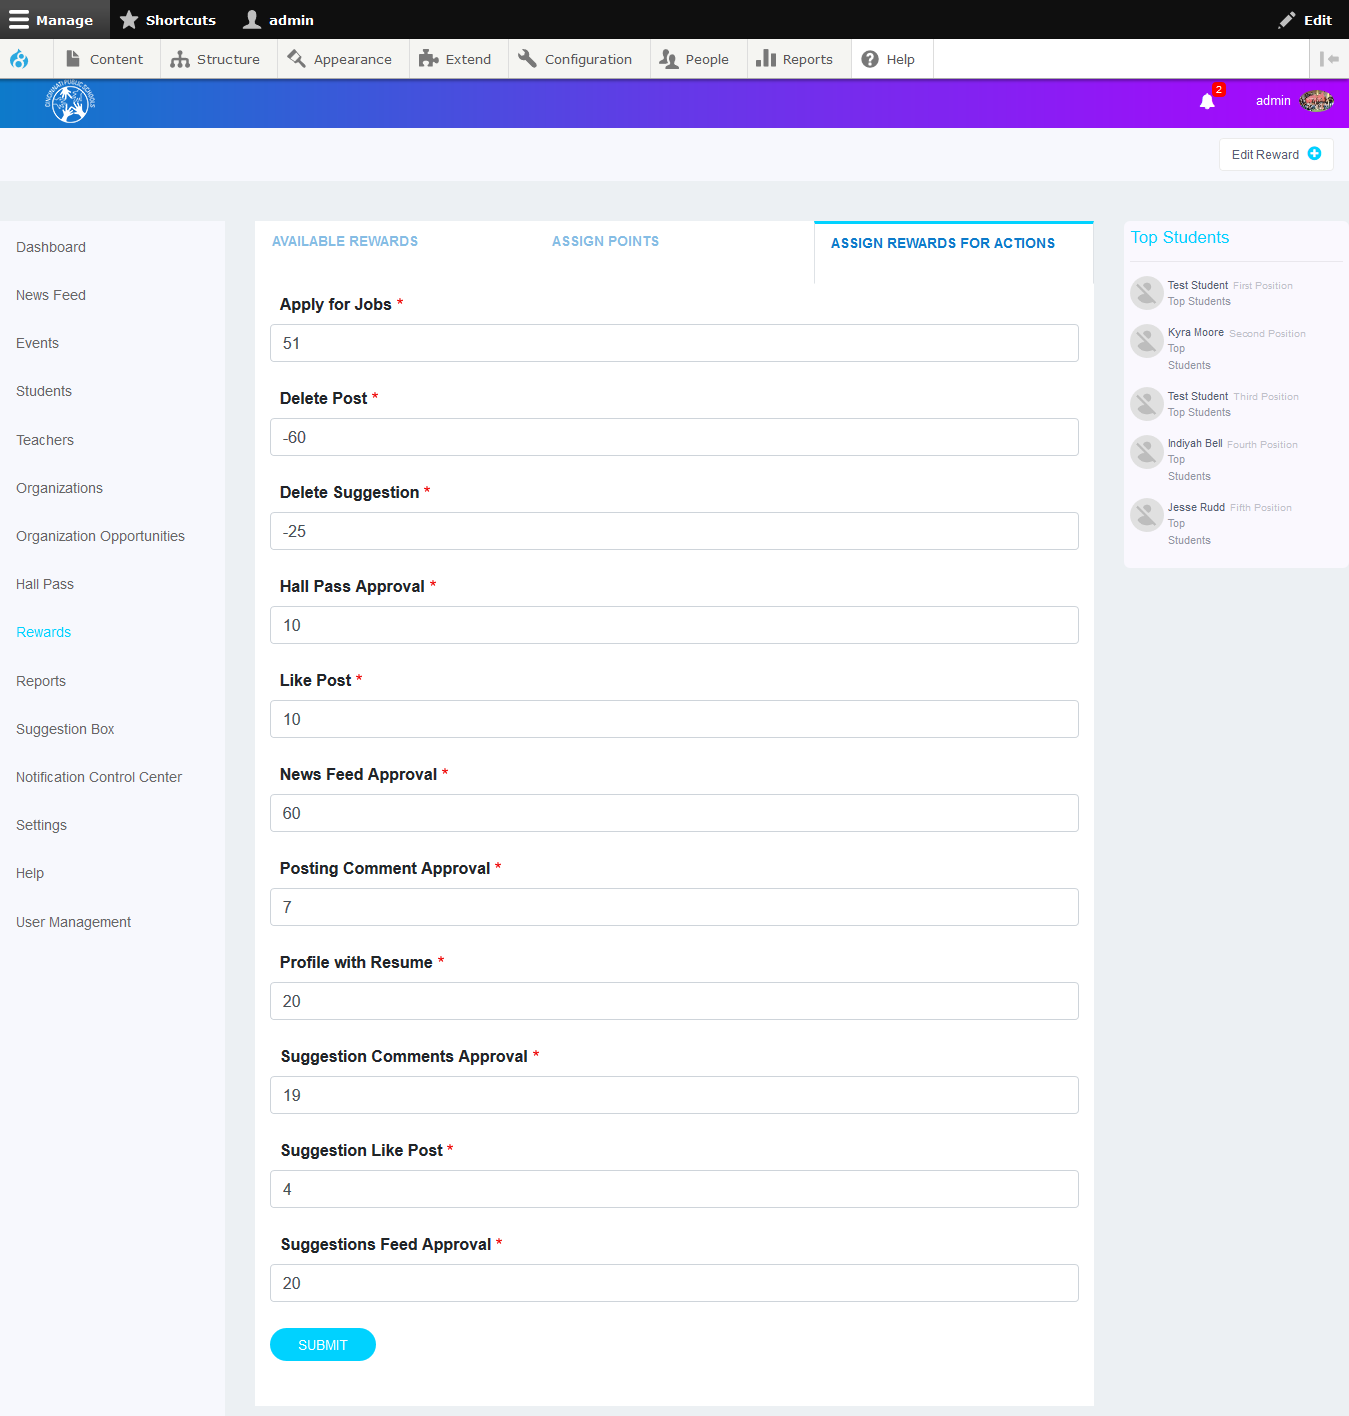 Manage Shortcuts admin Edit
Content Structure Appearance Extend Configuration People Reports Help
CINCINNATI PUBLIC SCHOOLS
2
admin
Edit Reward
Dashboard
News Feed
Events
Students
Teachers
Organizations
Organization Opportunities
Hall Pass
Rewards
Reports
Suggestion Box
Notification Control Center
Settings
Help
User Management
AVAILABLE REWARDS ASSIGN POINTS ASSIGN REWARDS FOR ACTIONS
Apply for Jobs *
51
Delete Post *
-60
Delete Suggestion *
-25
Hall Pass Approval *
10
Like Post *
10
News Feed Approval *
60
Posting Comment Approval *
7
Profile with Resume *
20
Suggestion Comments Approval *
19
Suggestion Like Post *
4
Suggestions Feed Approval *
20
SUBMIT
Top Students
Test Student First Position
Top Students
Kyra Moore Second Position
Top
Students
Test Student Third Position
Top Students
Indiyah Bell Fourth Position
Top
Students
Jesse Rudd Fifth Position
Top
Students